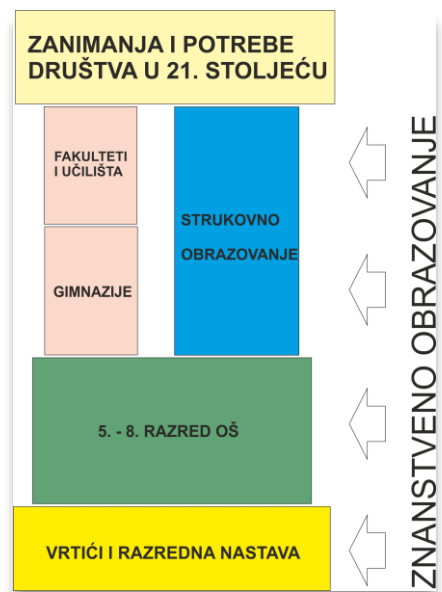 ZANIMANJA I POTREBE
DRUŠTVA U 21. STOLJEĆU
FAKULTETI
I UČILIŠTA
STRUKOVNO
OBRAZOVANJE
GIMNAZIJE
5. - 8. RAZRED OŠ
VRTIĆI I RAZREDNA NASTAVA
ZNANSTVENO OBRAZOVANJE